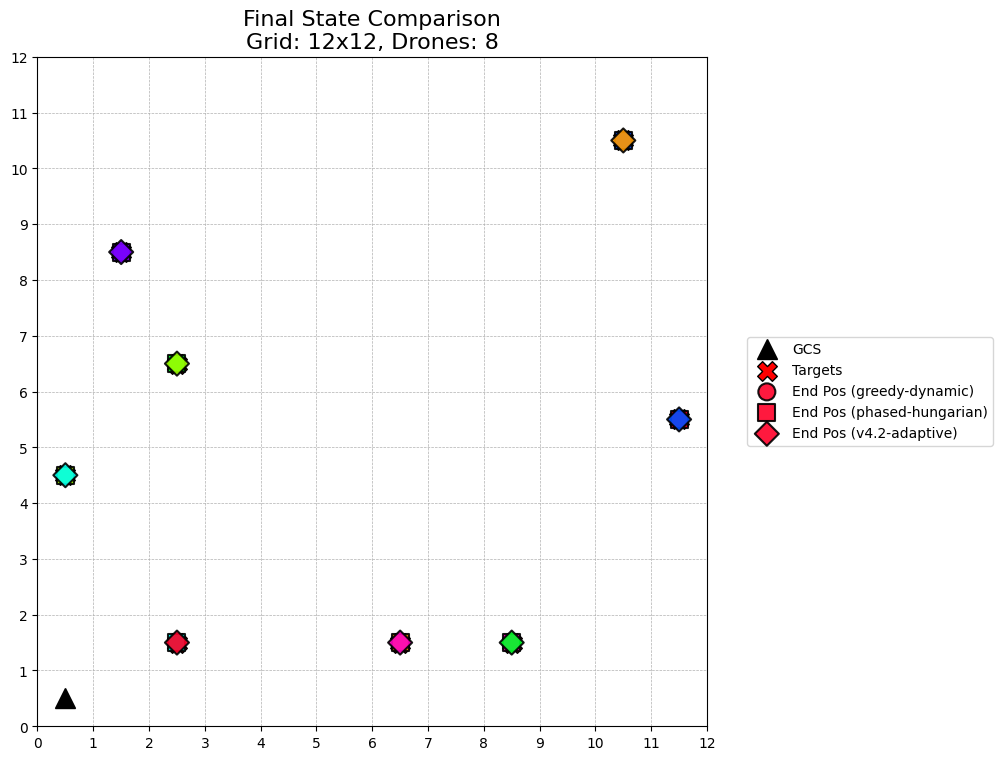 Final State Comparison
Grid: 12x12, Drones: 8
12
11
10
9
8
7
6
5
4
3
2
1
0
0 1 2 3 4 5 6 7 8 9 10 11 12
GCS
Targets
End Pos (greedy-dynamic)
End Pos (phased-hungarian)
End Pos (v4.2-adaptive)